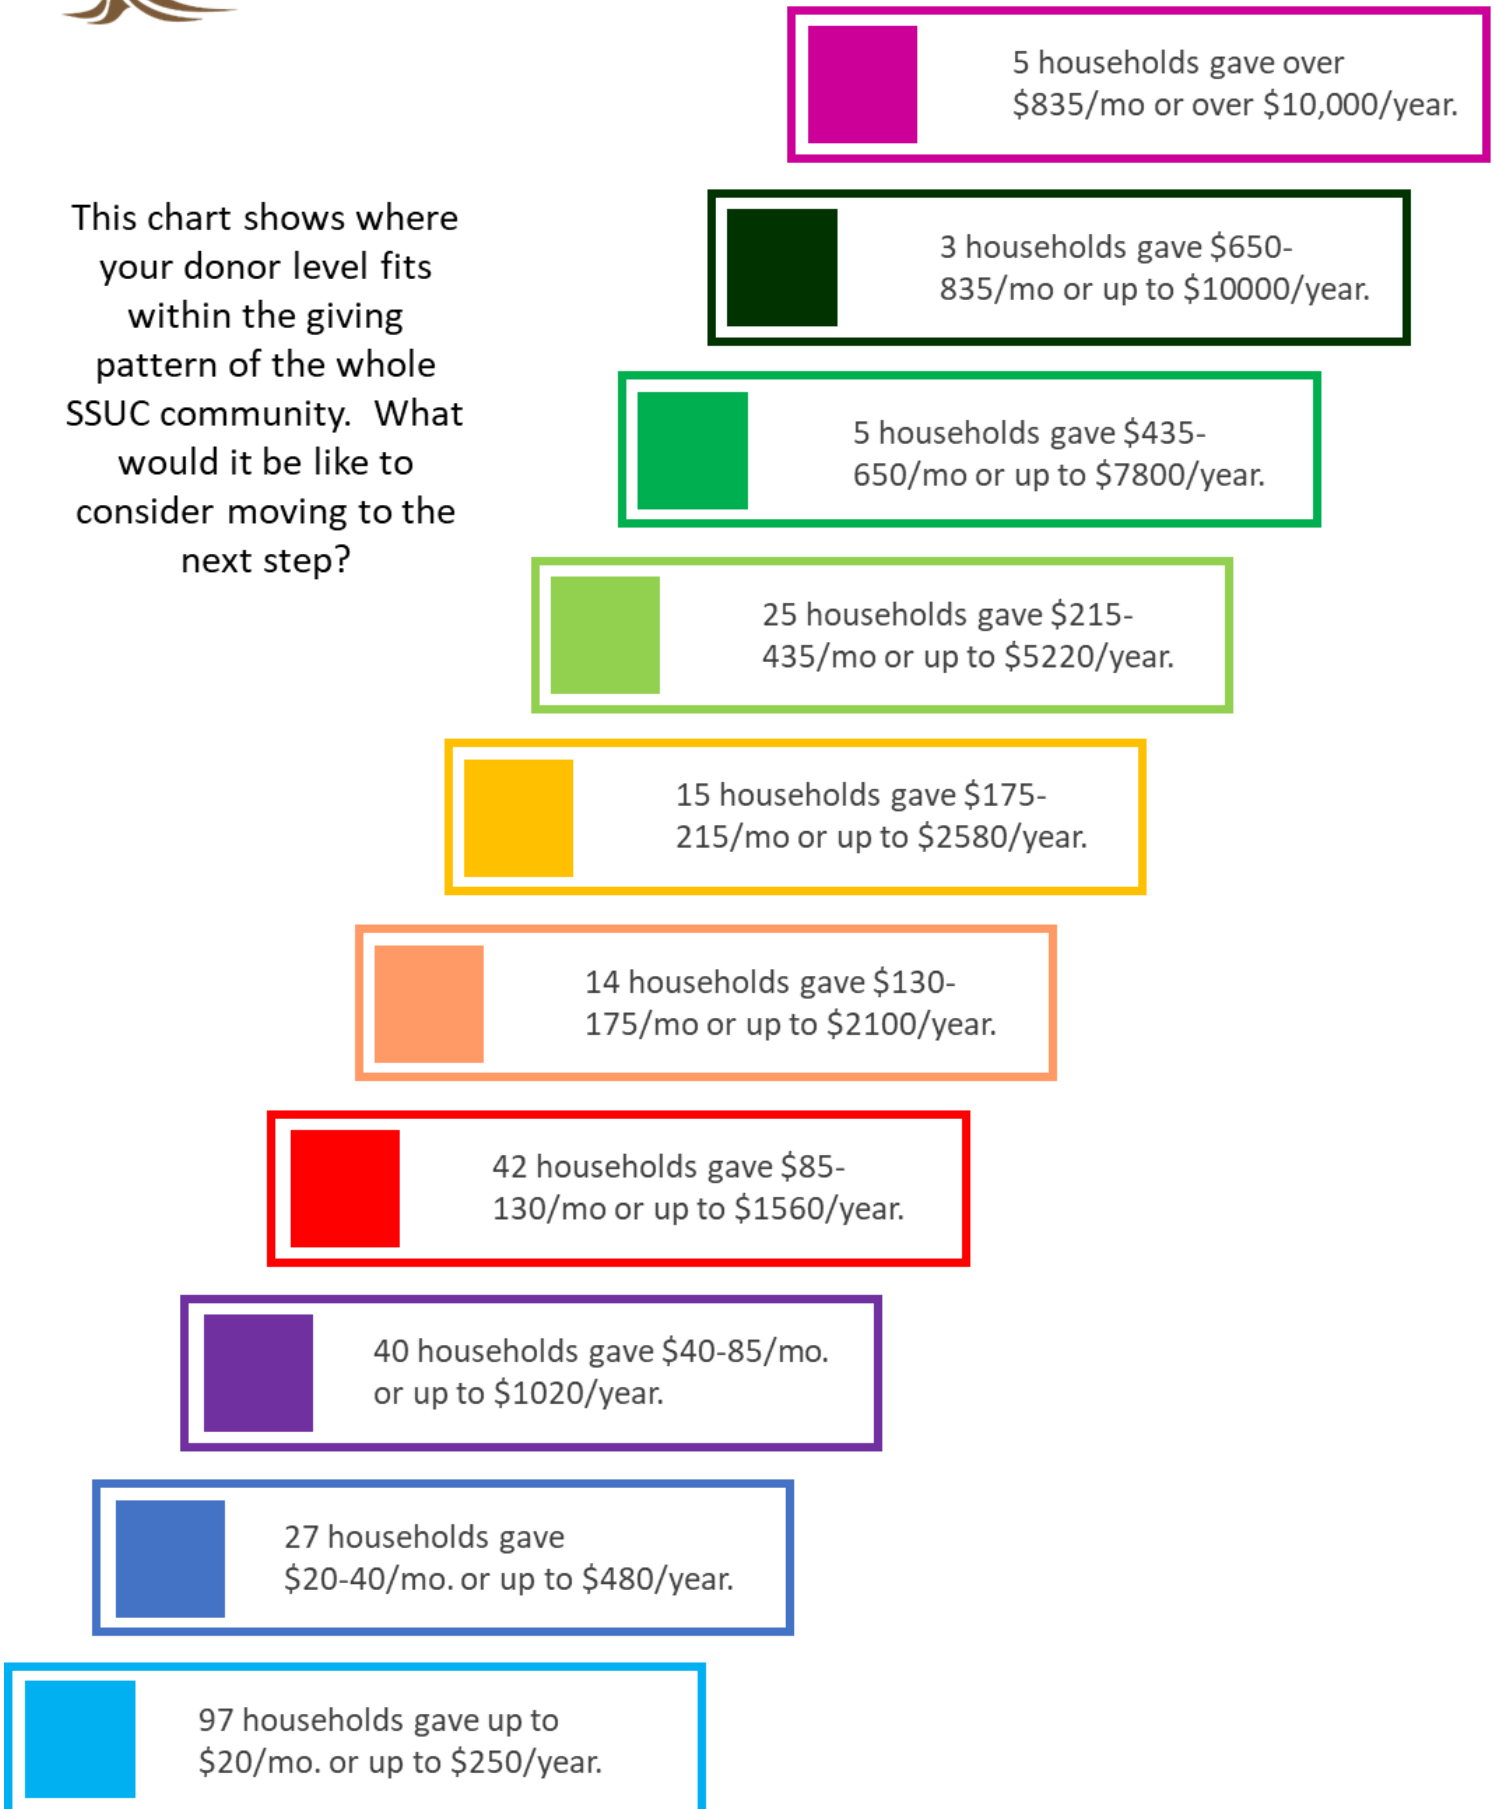 5 households gave over
$835/mo or over $10,000/year.
This chart shows where
your donor level fits
within the giving
pattern of the whole
SSUC community.  What
would it be like to
consider moving to the
next step?
3 households gave $650-
835/mo or up to $10000/year.
5 households gave $435-
650/mo or up to $7800/year.
25 households gave $215-
435/mo or up to $5220/year.
15 households gave $175-
215/mo or up to $2580/year.
14 households gave $130-
175/mo or up to $2100/year.
42 households gave $85-
130/mo or up to $1560/year.
40 households gave $40-85/mo.
or up to $1020/year.
27 households gave
$20-40/mo. or up to $480/year.
97 households gave up to
$20/mo. or up to $250/year.